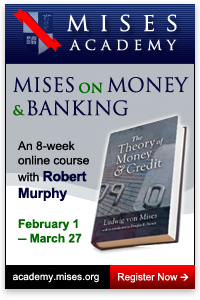 MISES
ACADEMY
MISES ON MONEY
& BANKING
An 8-week
online course
with Robert
Murphy
February 1
— March 27
The
Theory of
Money
& Credit
Ludwig von Mises
academy.mises.org
Register Now →